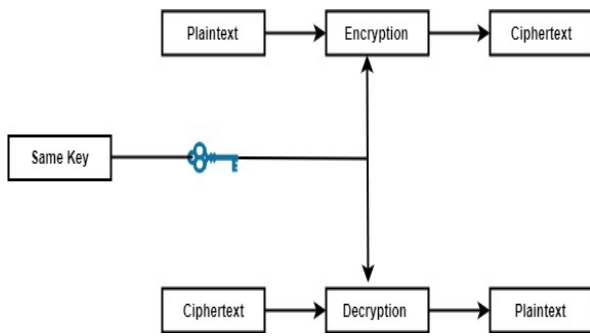 Plaintext
Encryption
Ciphertext
Same Key
Ciphertext
Decryption
Plaintext